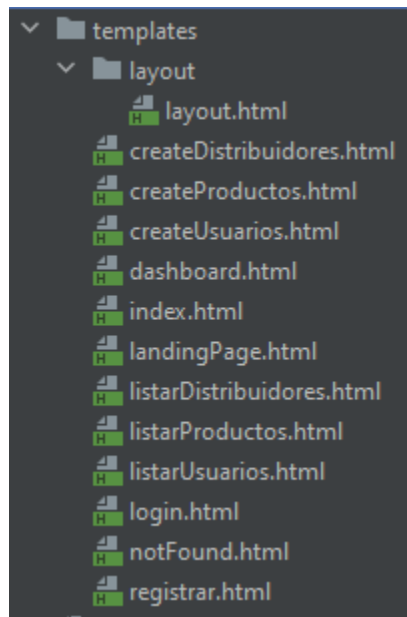 templates
layout
layout.html
createDistribuidores.html
createProductos.html
createUsuarios.html
dashboard.html
index.html
landingPage.html
listarDistribuidores.html
listarProductos.html
listarUsuarios.html
login.html
notFound.html
registrar.html